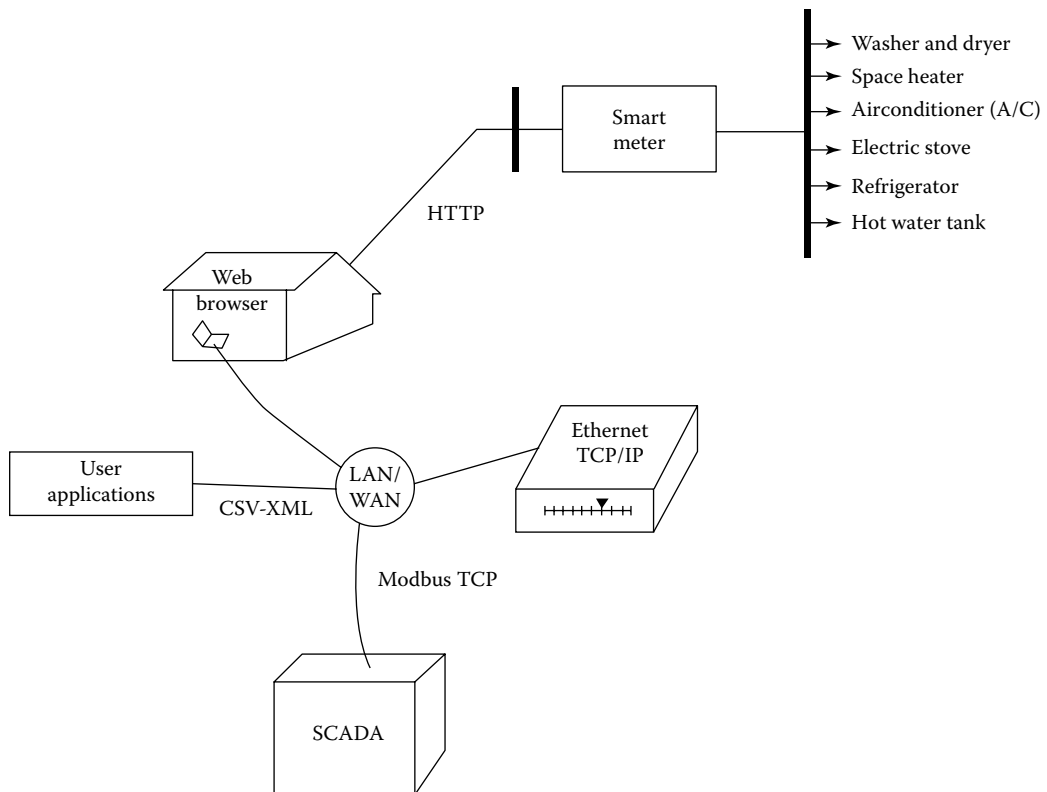 Washer and dryer
Space heater
Airconditioner (A/C)
Electric stove
Refrigerator
Hot water tank
Smart
meter
HTTP
Web
browser
Ethernet
TCP/IP
User
applications
LAN/
WAN
CSV-XML
Modbus TCP
SCADA